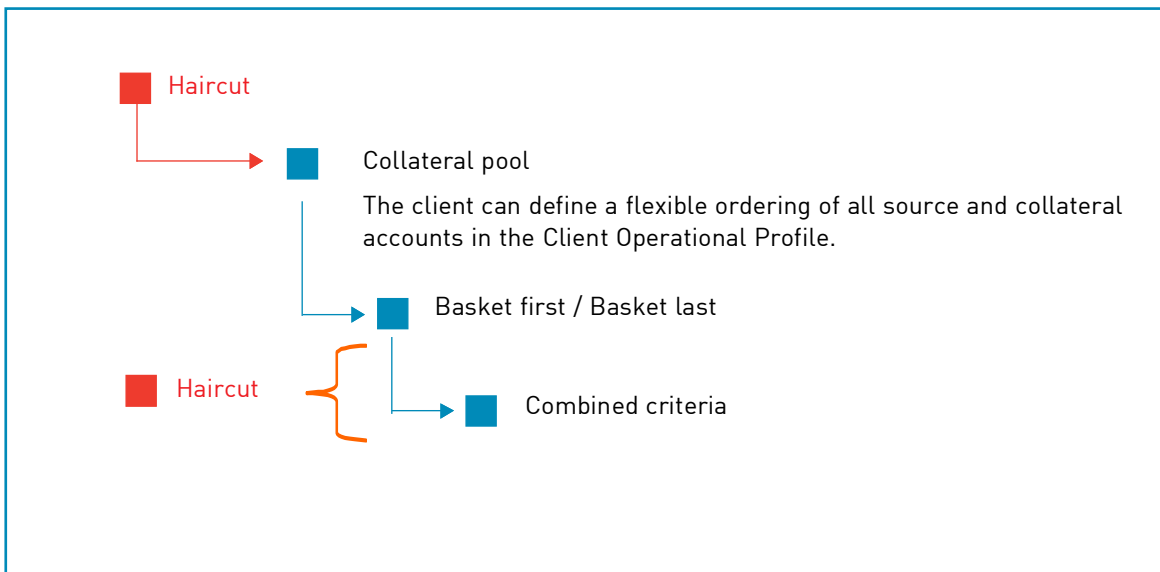 Haircut
Collateral pool
The client can define a flexible ordering of all source and collateral
accounts in the Client Operational Profile.
Basket first / Basket last
Haircut
Combined criteria